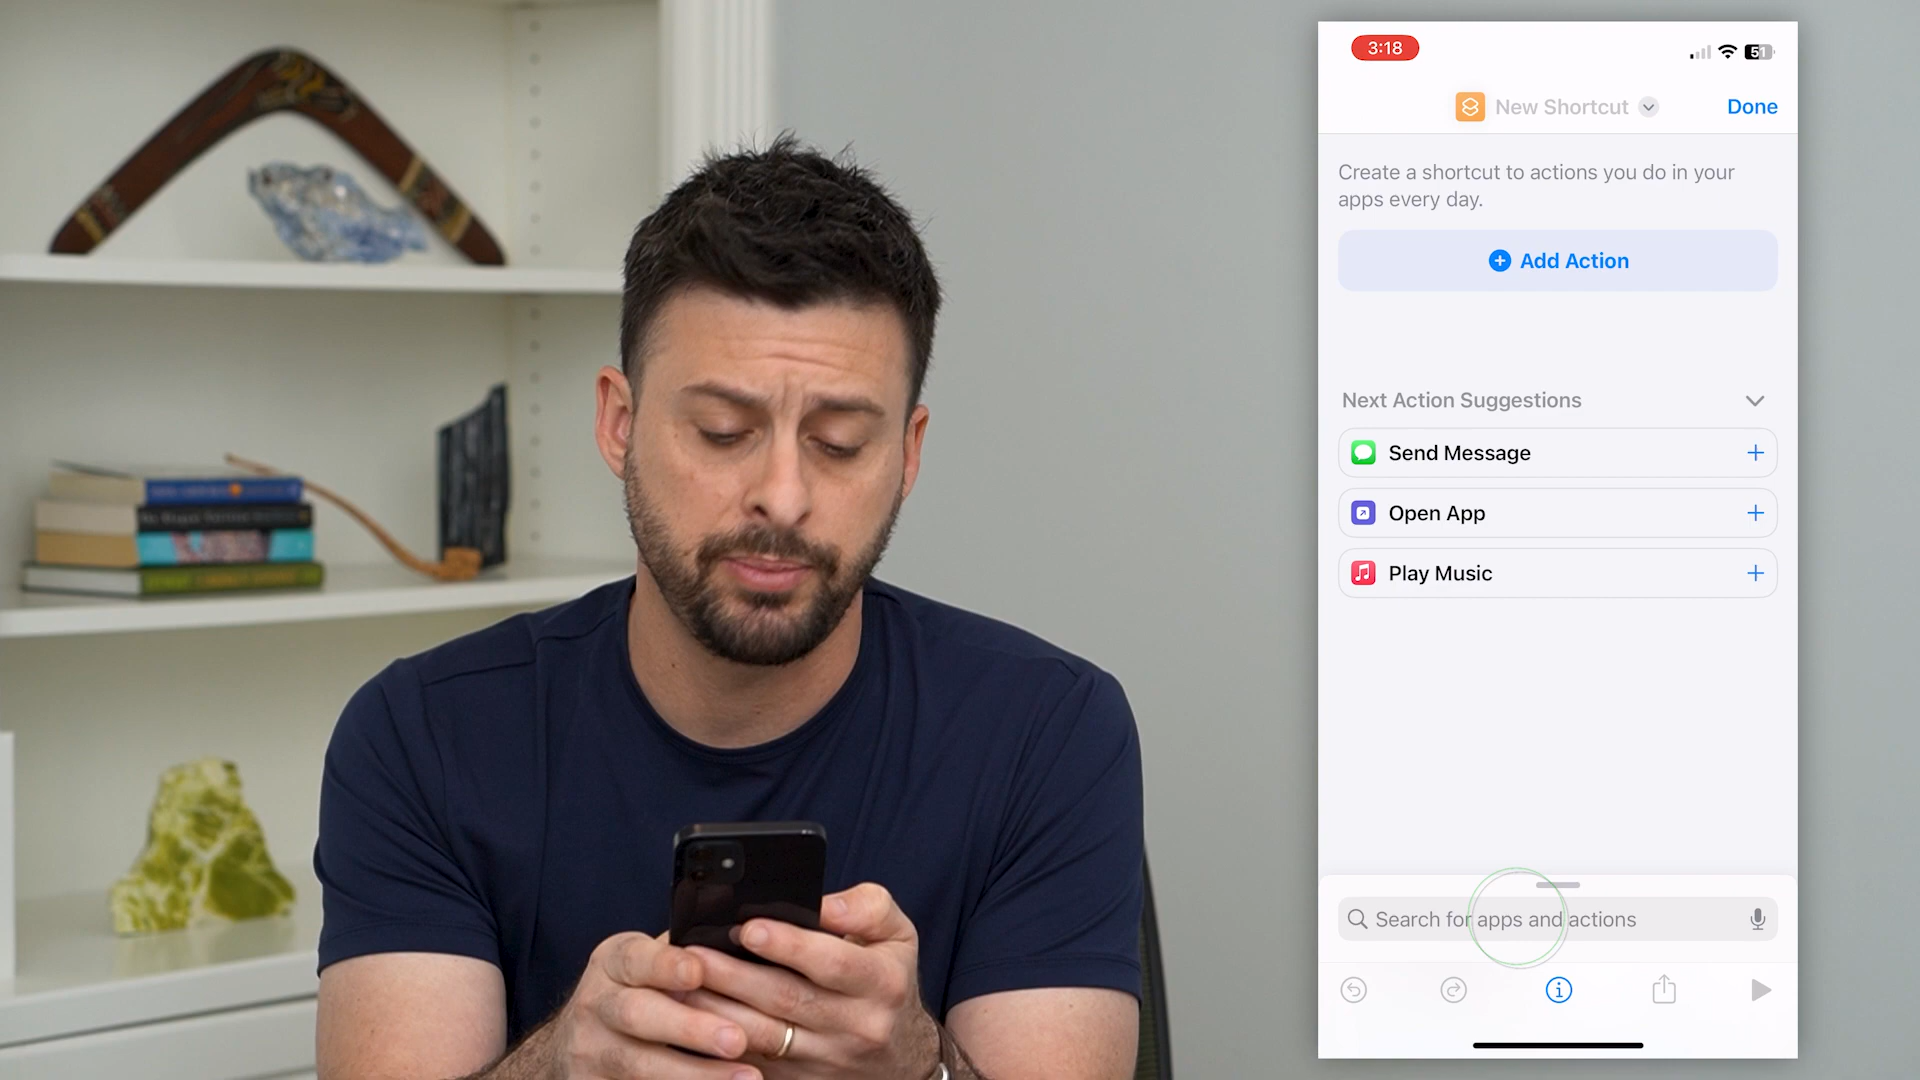 3:18
51
New Shortcut
Done
Create a shortcut to actions you do in your
apps every day.
Add Action
Next Action Suggestions
Send Message
Open App
Play Music
Search for apps and actions